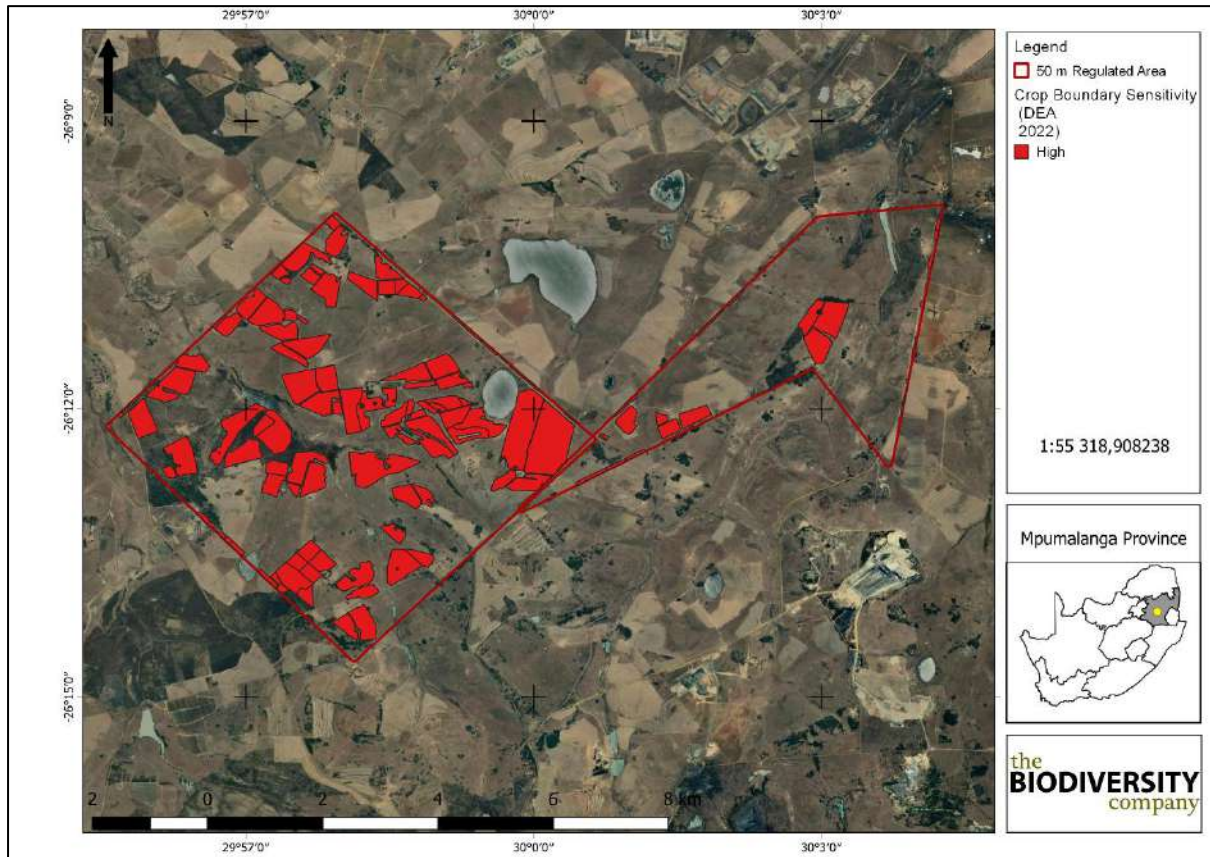 29°57'0" 30°0'0" 30°3'0"
-26°9'0"
-26°12'0"
-26°15'0"
N
2 0 2 4 6 8 km
29°57'0" 30°0'0" 30°3'0"
Legend
50 m Regulated Area
Crop Boundary Sensitivity
(DEA
2022)
High
1:55 318,908238
Mpumalanga Province
the
BIODIVERSITY
company